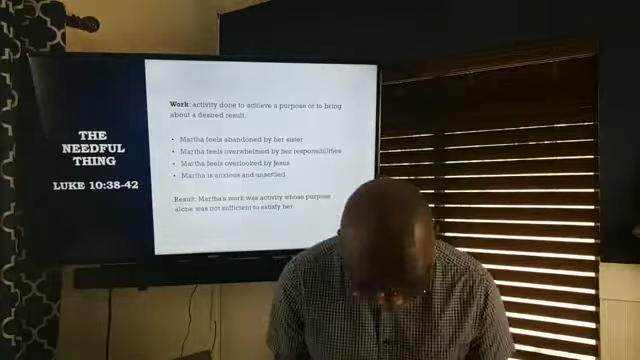 THE
NEEDFUL
THING
LUKE 10:38-42
Work: activity done to achieve a purpose or to bring
about a desired result.
• Martha feels abandoned by her sister
• Martha feels overwhelmed by her responsibilities
• Martha feels overlooked by Jesus
• Martha is anxious and unsettled.
Result: Martha's work was activity whose purpose
alone was not sufficient to satisfy her.